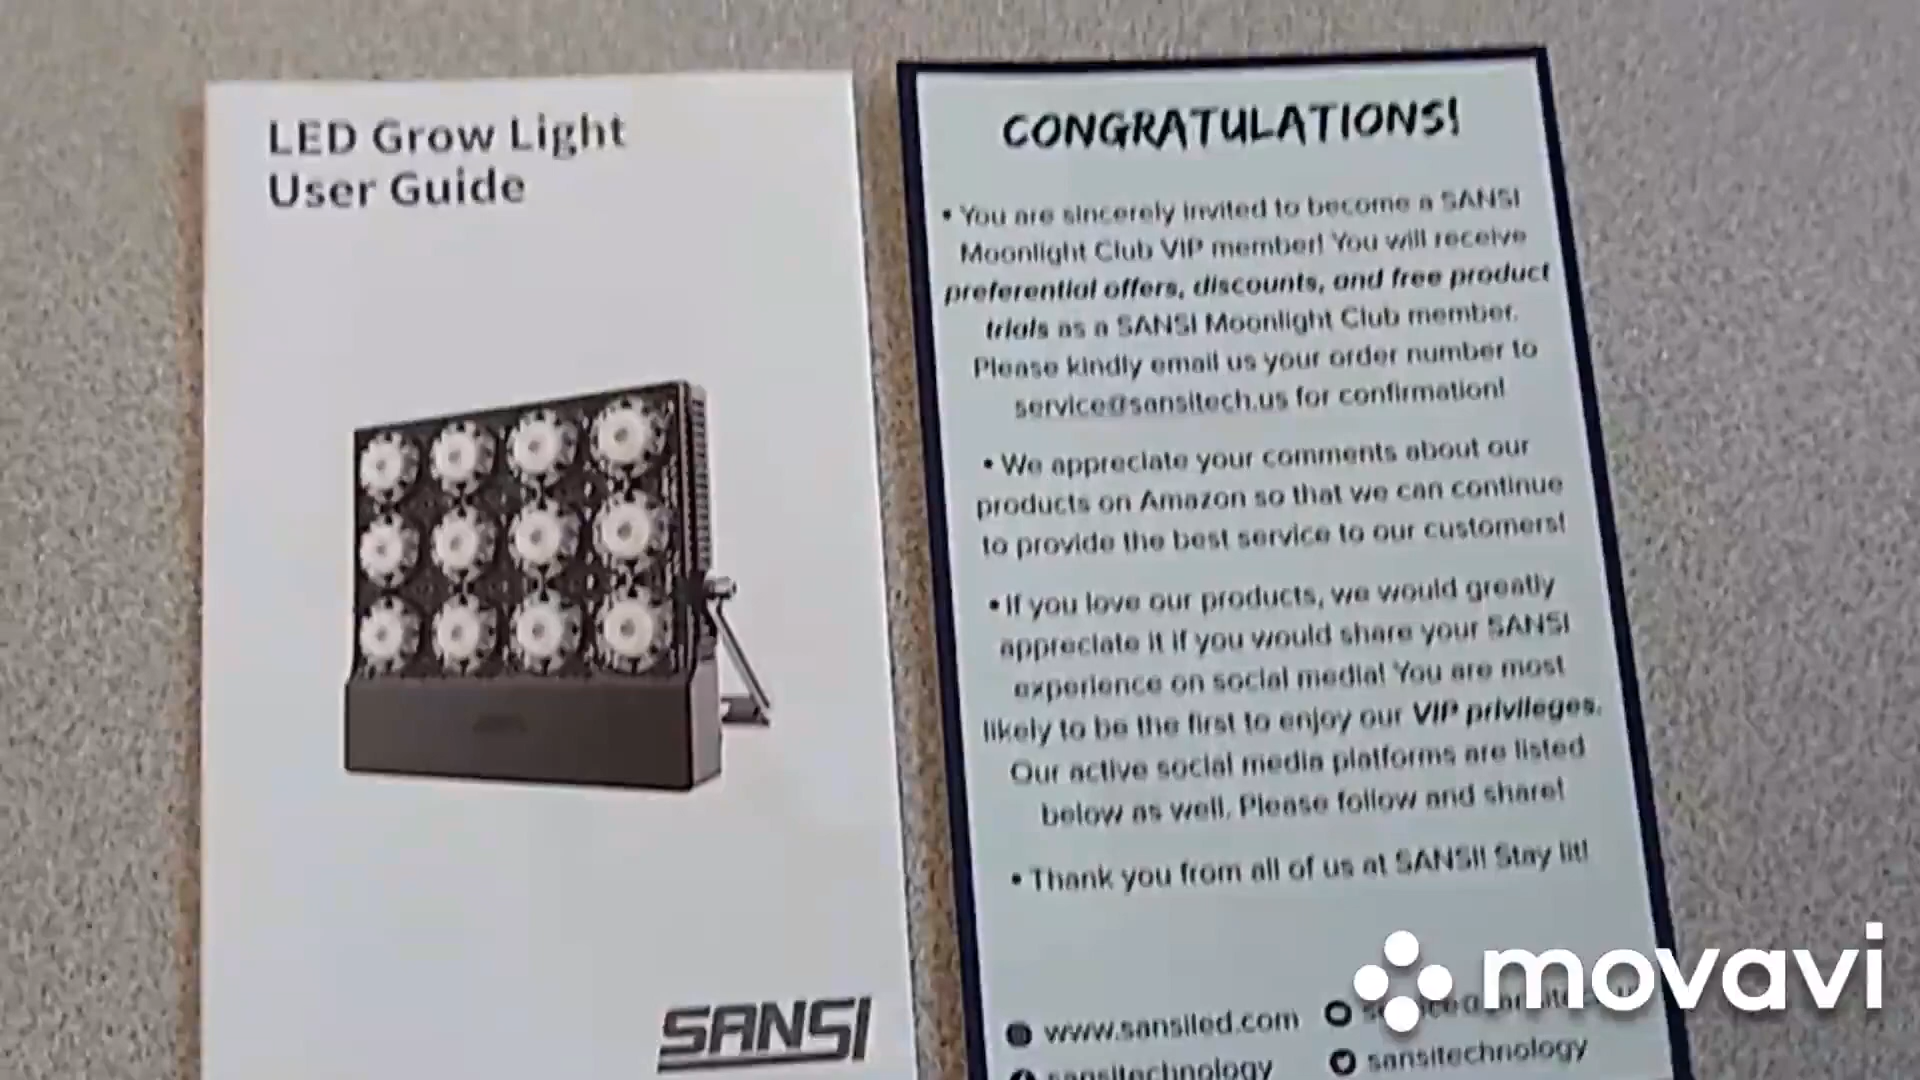 LED Grow Light
User Guide
SANSI
CONGRATULATIONS!
• You are sincerely invited to become a SANSI
Moonlight Club VIP member! You will receive
preferential offers, discounts, and free product
trials as a SANSI Moonlight Club member.
Please kindly email us your order number to
service@sansitech.us for confirmation!
• We appreciate your comments about our
products on Amazon so that we can continue
to provide the best service to our customers!
• If you love our products, we would greatly
appreciate it if you would share your SANSI
experience on social media! You are most
likely to be the first to enjoy our VIP privileges.
Our active social media platforms are listed
below as well. Please follow and share!
• Thank you from all of us at SANSI! Stay lit!
www.sansiled.com
sansitechnology
sansitechnology
movavi